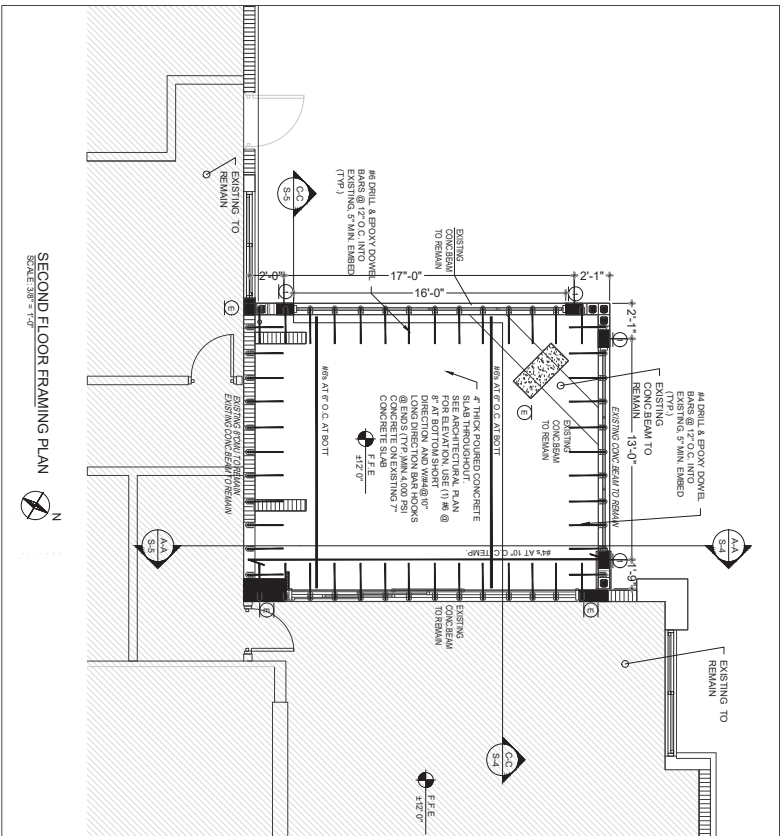 #4 DRILL & EPOXY DOWEL
BARS @ 12" O.C. INTO
EXISTING, 5" MIN. EMBED
(TYP.)
EXISTING
CONC.BEAM TO
REMAIN
EXISTING TO
REMAIN
A-A
S-4
2'-1"
13'-0"
1'-9"
EXISTING CONC. BEAM TO REMAIN
2'-1"
17'-0"
16'-0"
2'-0"
EXISTING
CONC.BEAM
TO REMAIN
#6 DRILL & EPOXY DOWEL
BARS @ 12" O.C. INTO
EXISTING, 5" MIN. EMBED
(TYP.)
C-C
S-5
EXISTING TO
REMAIN
EXISTING
CONC.BEAM
TO REMAIN
1
1
1
1
E
E
E
E
E
#6's AT 6" O.C. AT BOTT
#6's AT 6" O.C. AT BOTT
4" THICK POURED CONCRETE
SLAB THROUGHOUT.
SEE ARCHITECTURAL PLAN
FOR ELEVATION. USE (1) #6 @
8" AT BOTTOM SHORT
DIRECTION AND W/#4@10"
LONG DIRECTION BAR HOOKS
@ ENDS (TYP.)MIN.4,000 PSI
CONCRETE ON EXISTING 7"
CONCRETE SLAB
F.F.E
±12' 0"
#4's AT 10" O.C TEMP.
EXISTING
CONC.BEAM
TO REMAIN
C-C
S-4
F.F.E
±12' 0"
EXISTING 8"CMU TO REMAIN
EXISTING CONC.BEAM TO REMAIN
A-A
S-5
SECOND FLOOR FRAMING PLAN
SCALE: 3/8" = 1'-0"
N